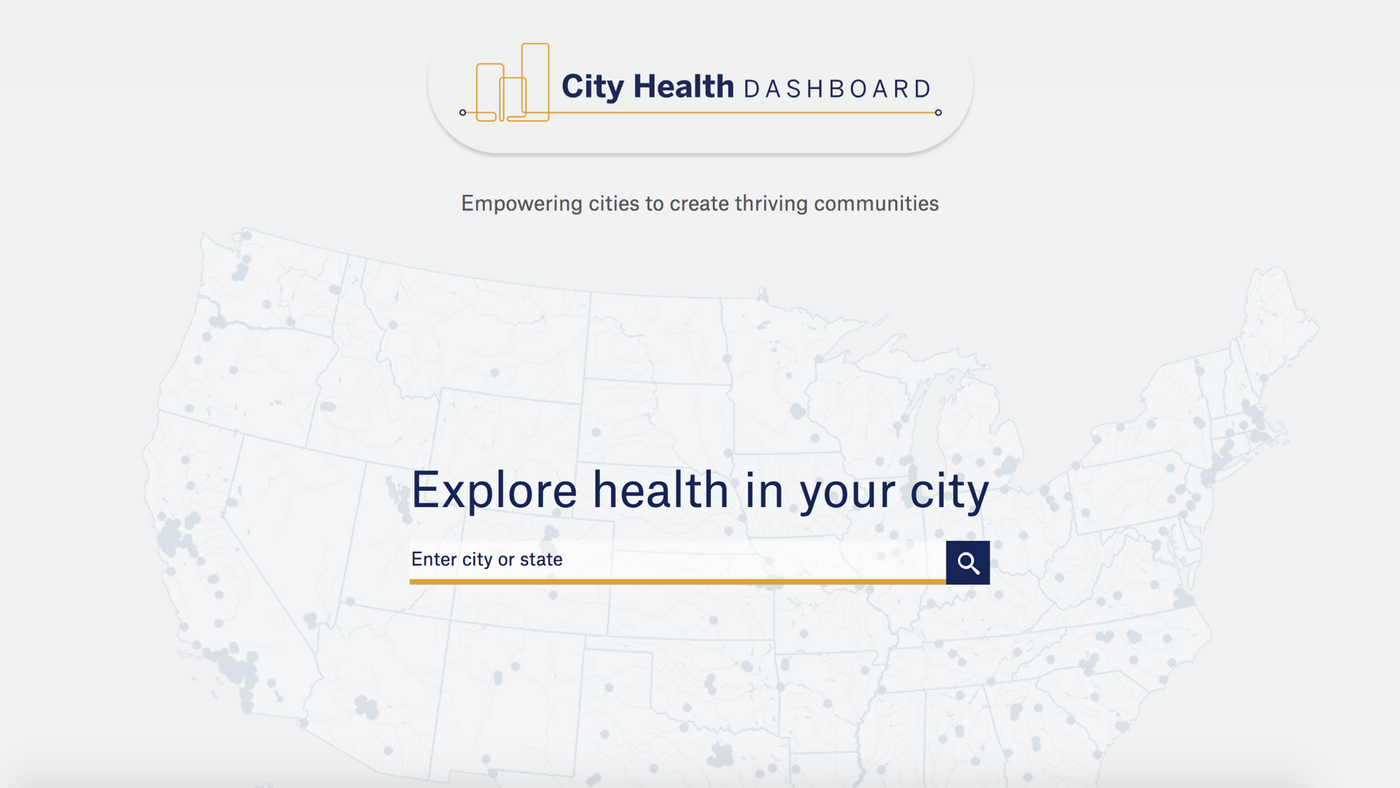 City Health DASHBOARD
Empowering cities to create thriving communities
Explore health in your city
Enter city or state